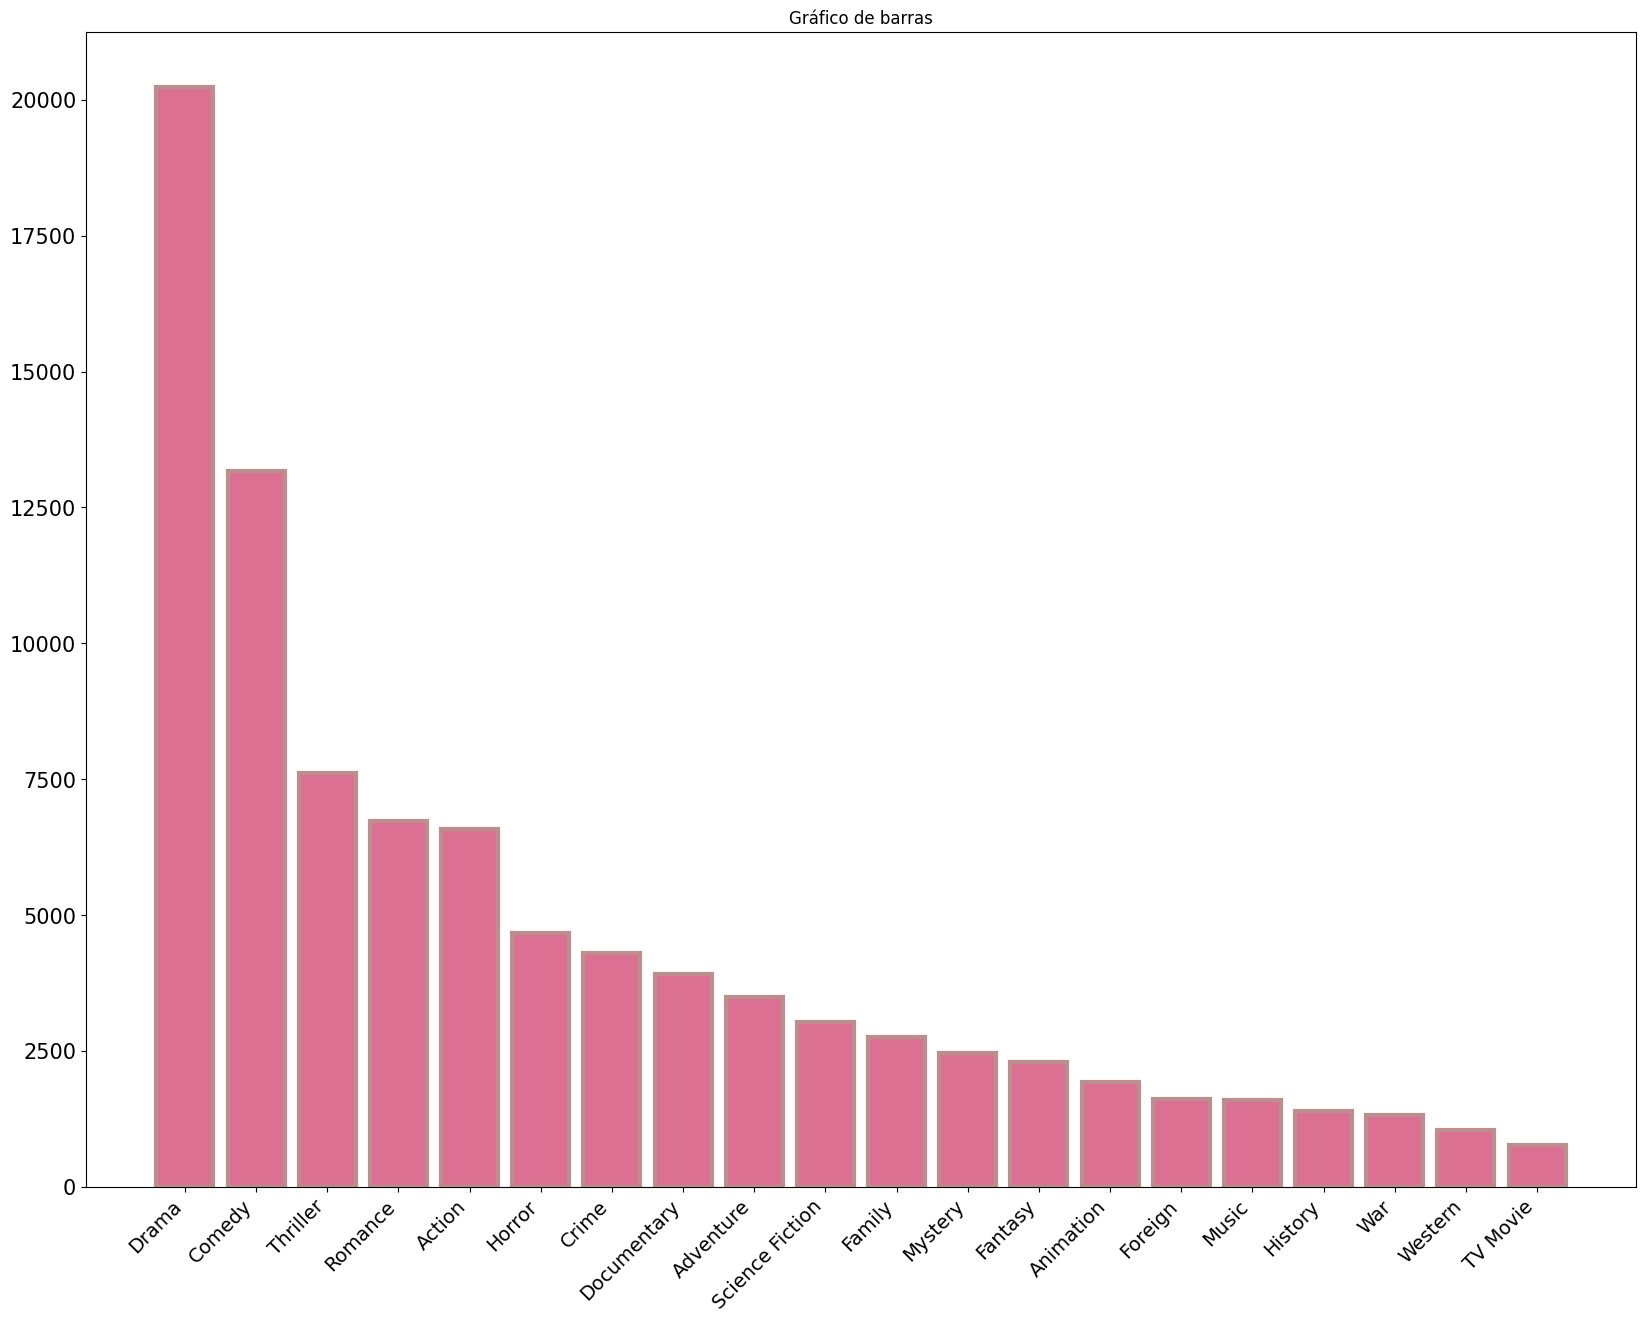 Gráfico de barras
20000
17500
15000
12500
10000
7500
5000
2500
0
Drama
Comedy
Thriller
Romance
Action
Horror
Crime
Documentary
Adventure
Science Fiction
Family
Mystery
Fantasy
Animation
Foreign
Music
History
War
Western
TV Movie